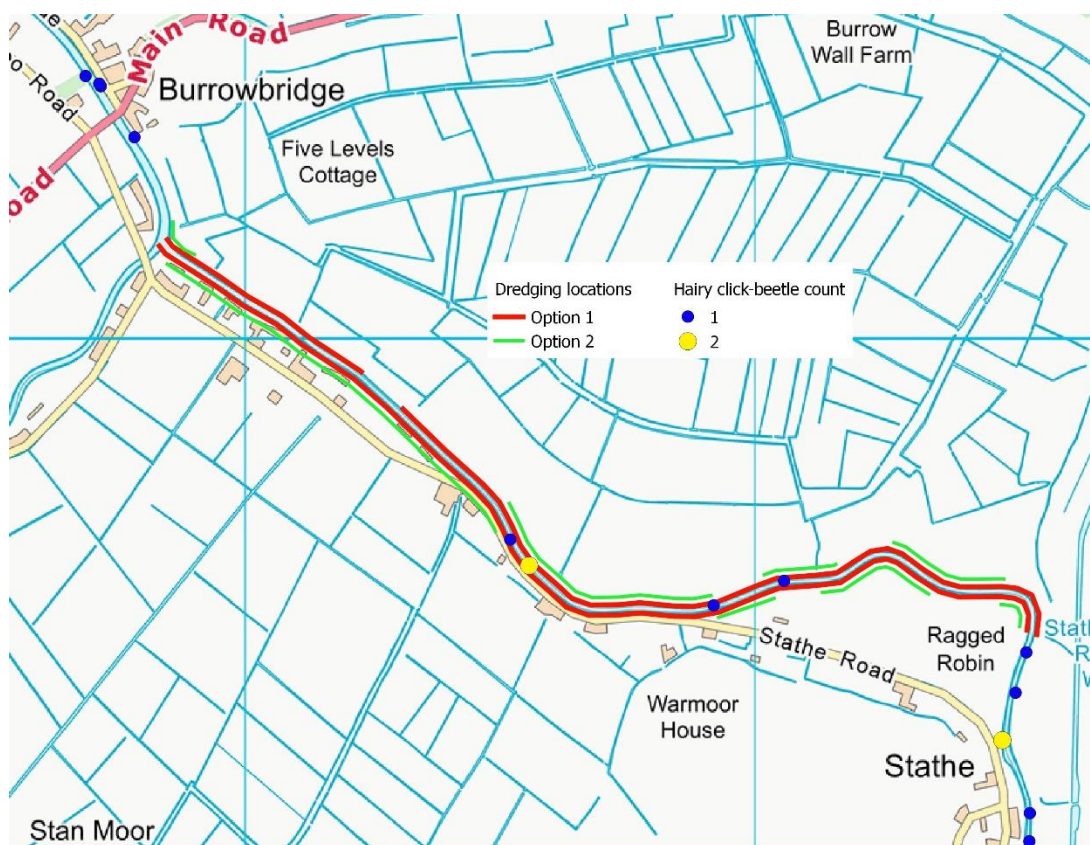 Main Road
Burrow
Wall Farm
Burrowbridge
Road
Five Levels
Cottage
Dredging locations
Hairy click-beetle count
Option 1
1
Option 2
2
Stathe Road
Ragged
Robin
Warmoor
House
Stathe
Stan Moor